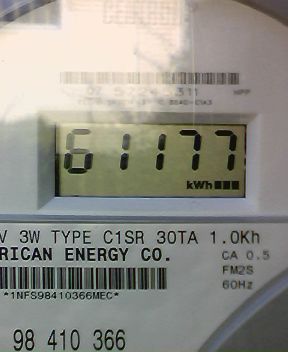 61177
kWh
V 3W TYPE C1SR 30TA 1.0Kh
RICAN ENERGY CO.
CA 0.5
FM2S
60Hz
*1NFS98410366MEC*
98 410 366